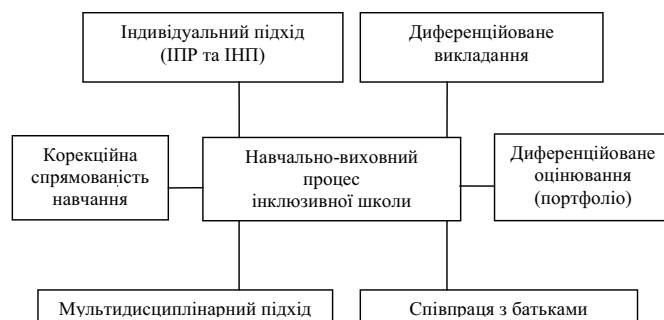 Індивідуальний підхід
(ІПР та ІНП)
Диференційоване
викладання
Корекційна
спрямованість
навчання
Навчально-виховний
процес
інклюзивної школи
Диференційоване
оцінювання
(портфоліо)
Мультидисциплінарний підхід
Співпраця з батьками